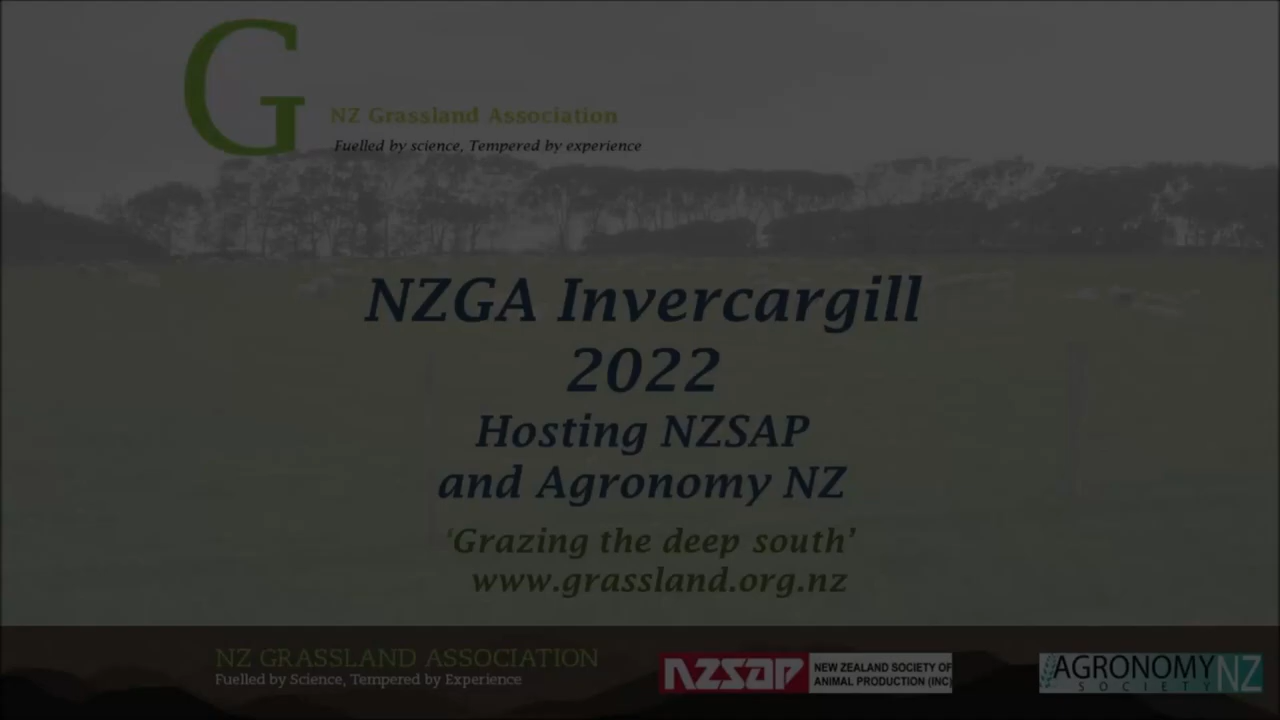 G
NZ Grassland Association
Fuelled by science, Tempered by experience
NZGA Invercargill
2022
Hosting NZSAP
and Agronomy NZ
'Grazing the deep south'
www.grassland.org.nz
NZ GRASSLAND ASSOCIATION
Fuelled by Science, Tempered by Experience
NZSAP
NEW ZEALAND SOCIETY OF
ANIMAL PRODUCTION (INC)
AGRONOMY NZ
SOCIETY